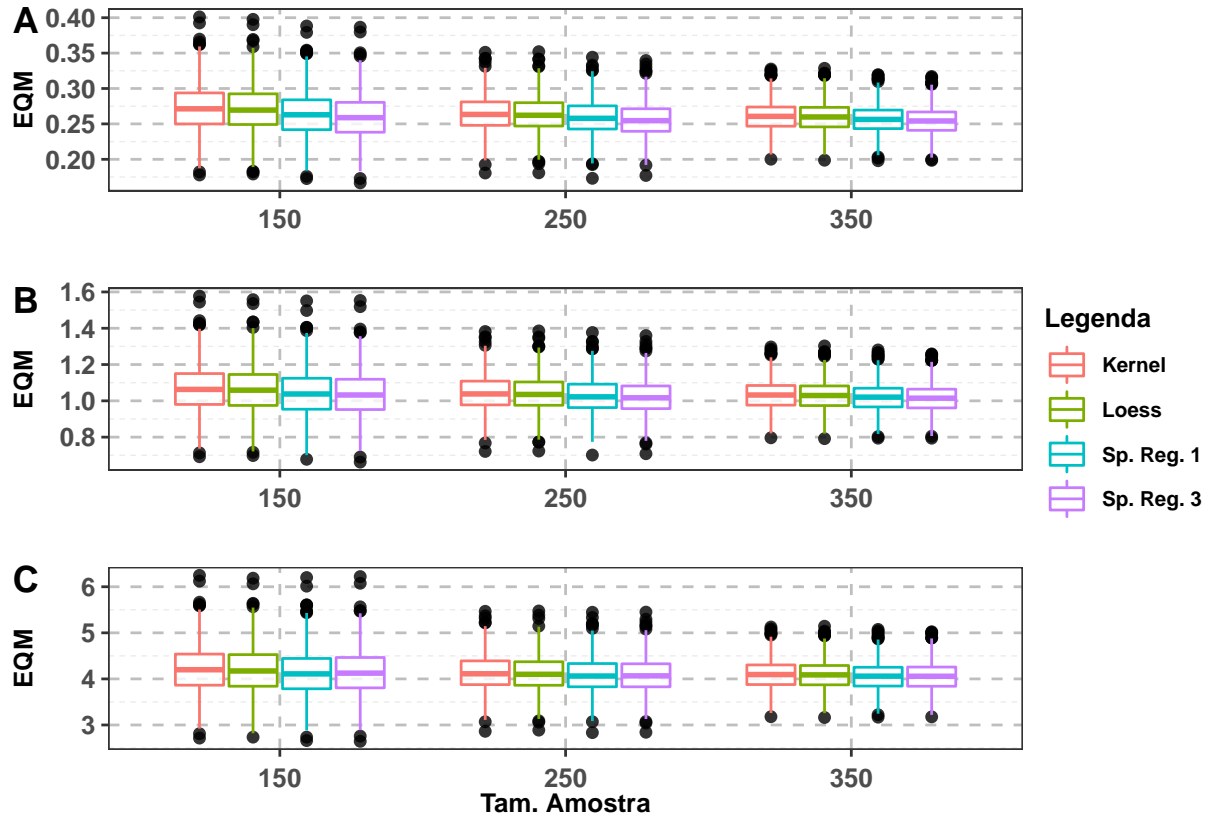 A
EQM
0.40
0.35
0.30
0.25
0.20
150 250 350
B
EQM
1.6
1.4
1.2
1.0
0.8
150 250 350
C
EQM
6
5
4
3
150 250 350
Tam. Amostra
Legenda
Kernel
Loess
Sp. Reg. 1
Sp. Reg. 3